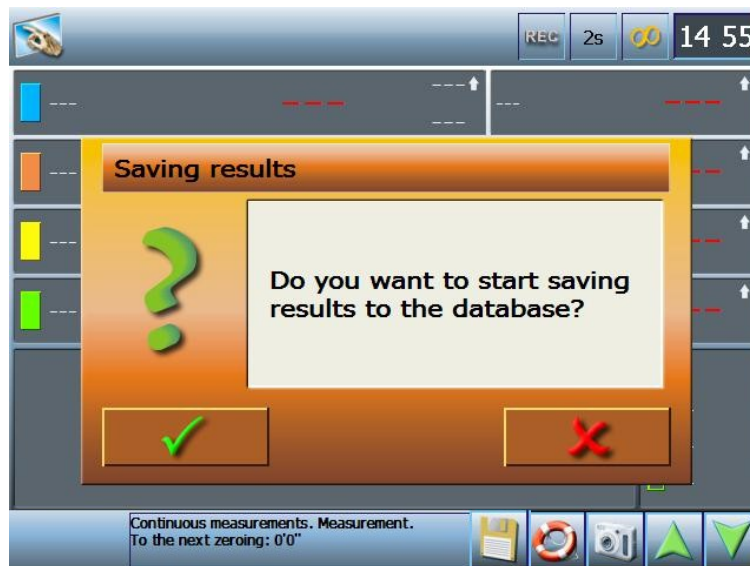 REC 2s 14 55
--- --- --- --- ---
---
Saving results
---
---
---
Do you want to start saving
results to the database?
Continuous measurements. Measurement.
To the next zeroing: 0'0"